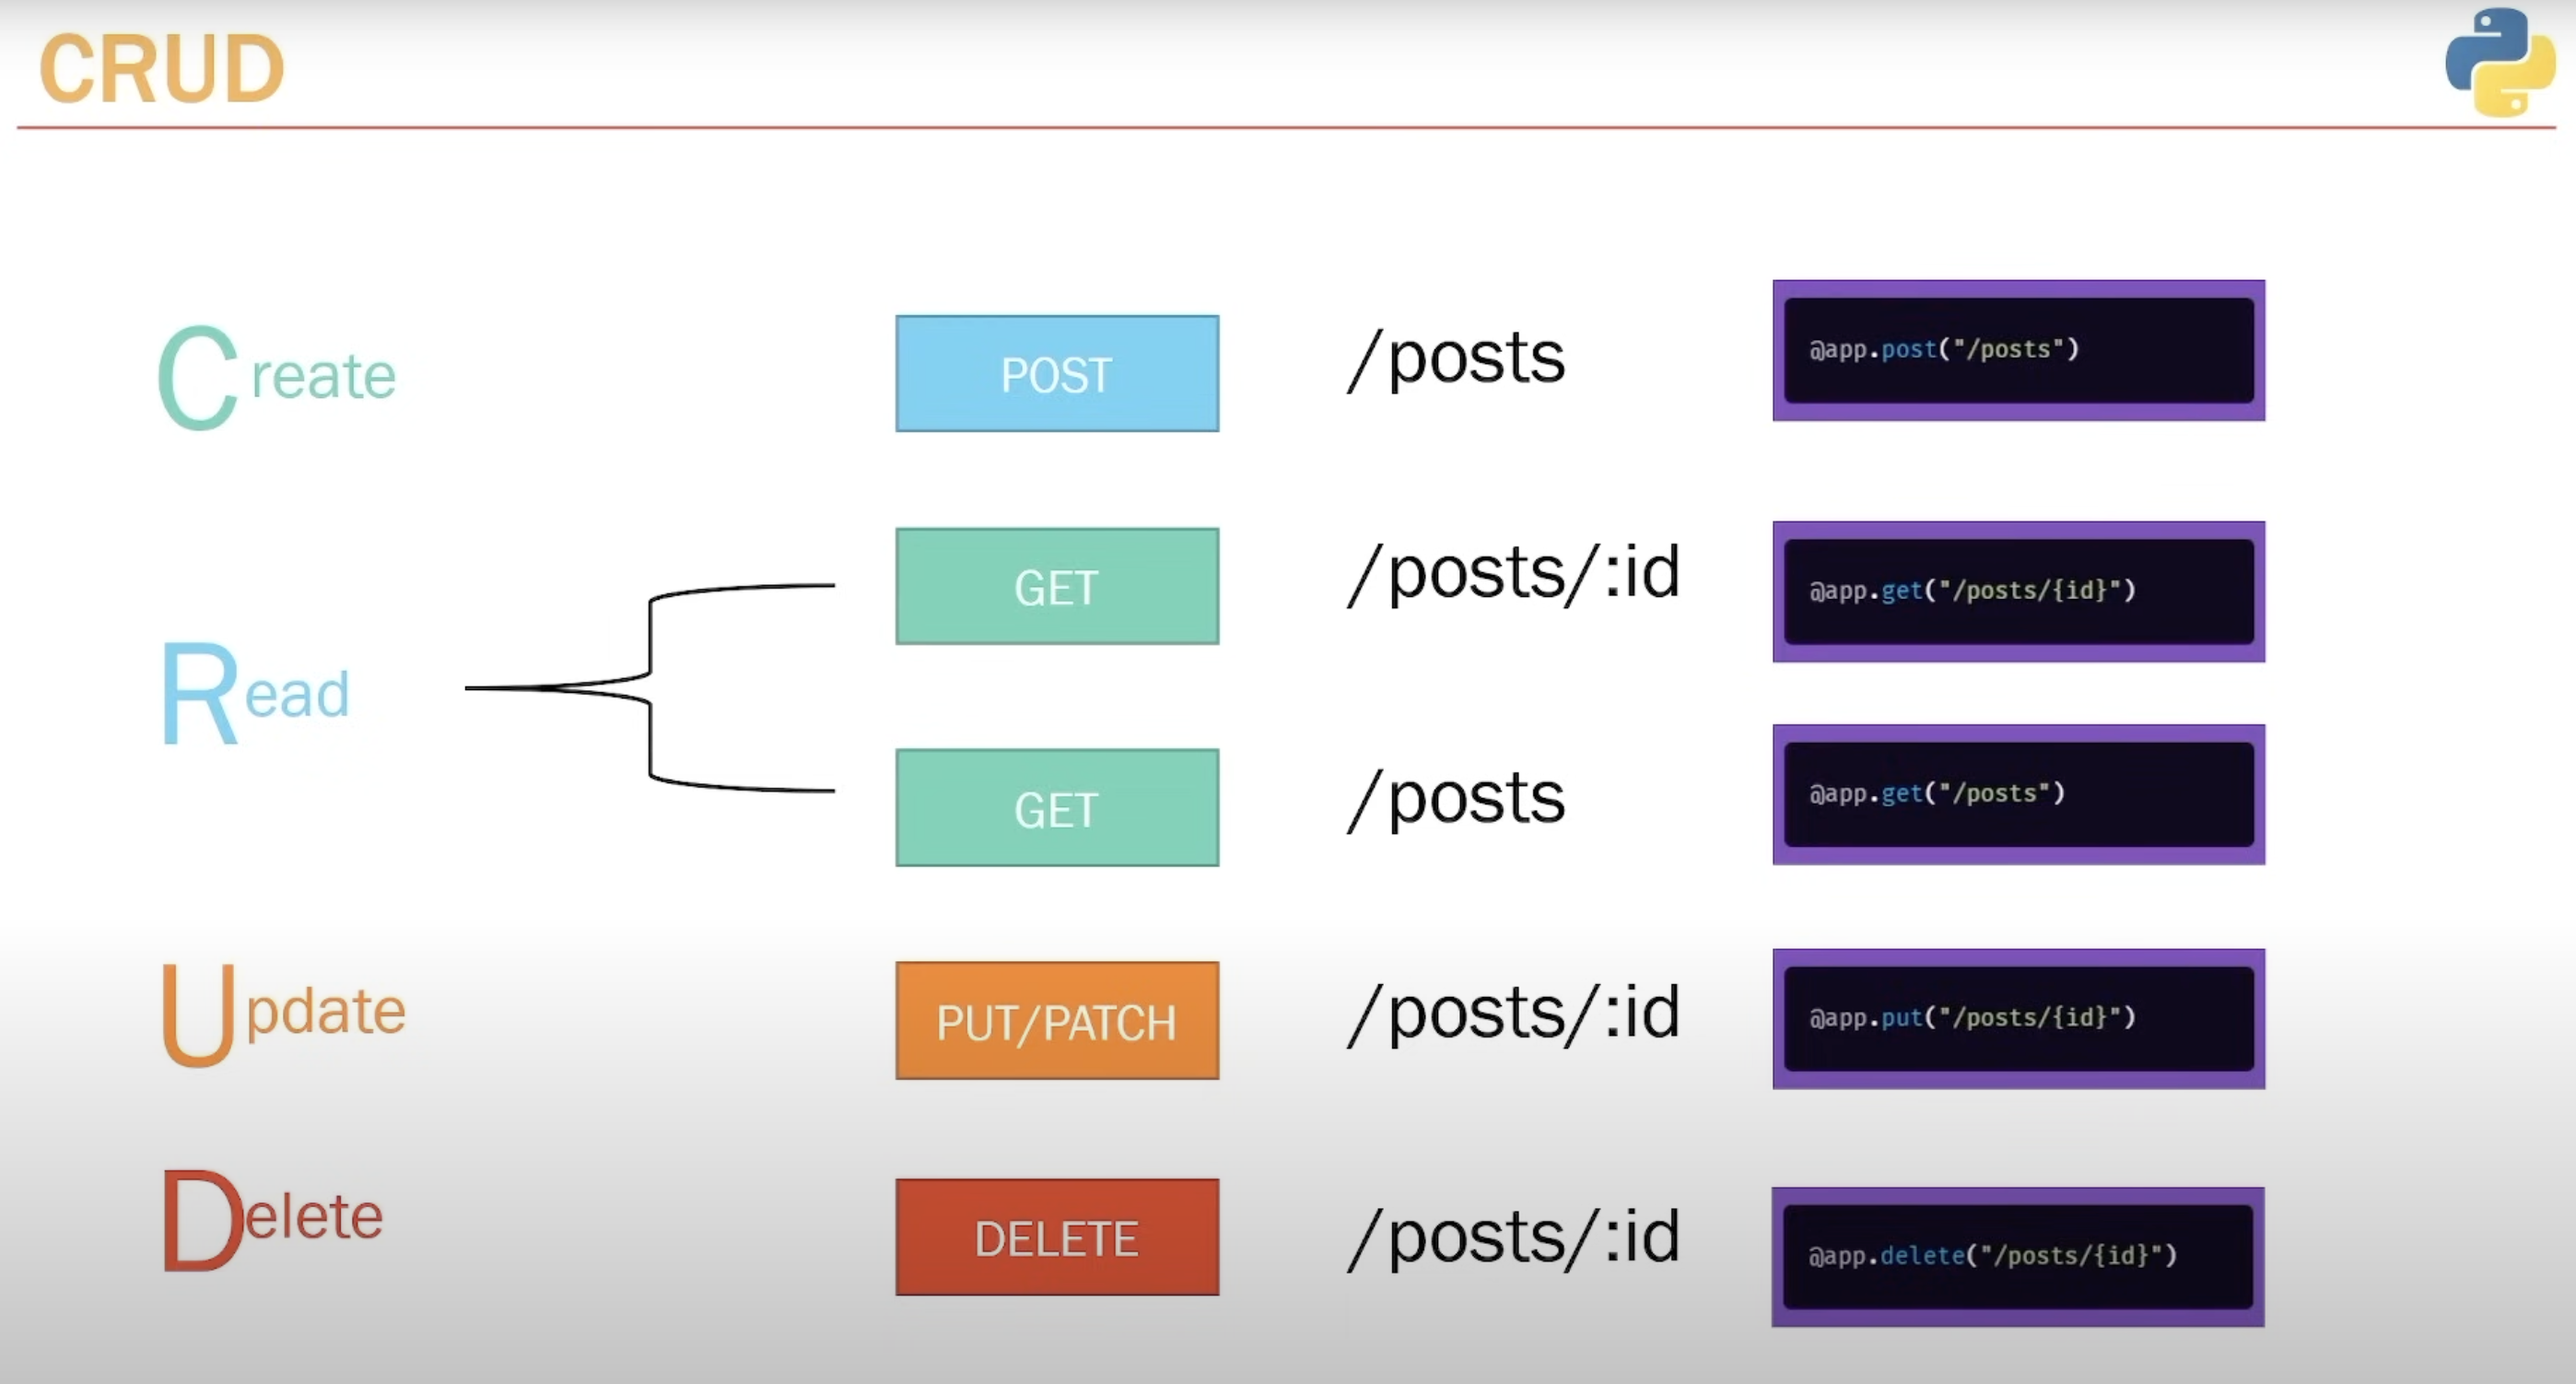 CRUD
Create
POST
/posts
@app.post("/posts")
Read
GET
/posts/:id
@app.get("/posts/{id}")
GET
/posts
@app.get("/posts")
Update
PUT/PATCH
/posts/:id
@app.put("/posts/{id}")
Delete
DELETE
/posts/:id
@app.delete("/posts/{id}")